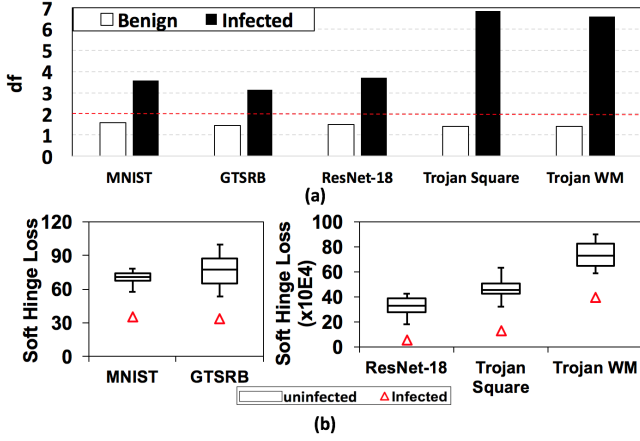 (a)
Benign Infected
df
7
6
5
4
3
2
1
0
MNIST GTSRB ResNet-18 Trojan Square Trojan WM
(a)
Soft Hinge Loss
120
90
60
30
0
MNIST GTSRB
Soft Hinge Loss
(x10E4)
100
80
60
40
20
0
ResNet-18 Trojan Square Trojan WM
uninfected Infected
(b)